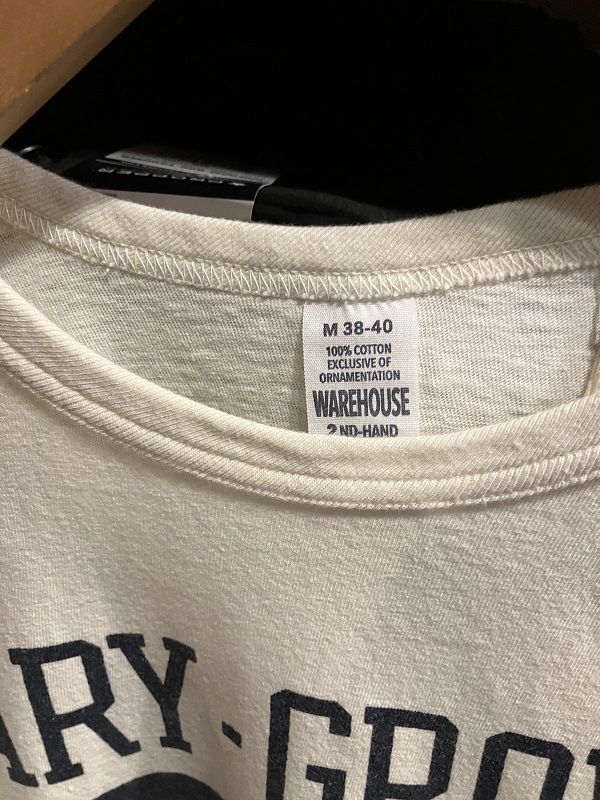 M 38-40
100% COTTON
EXCLUSIVE OF
ORNAMENTATION
WAREHOUSE
2ND-HAND
ARY-GRO